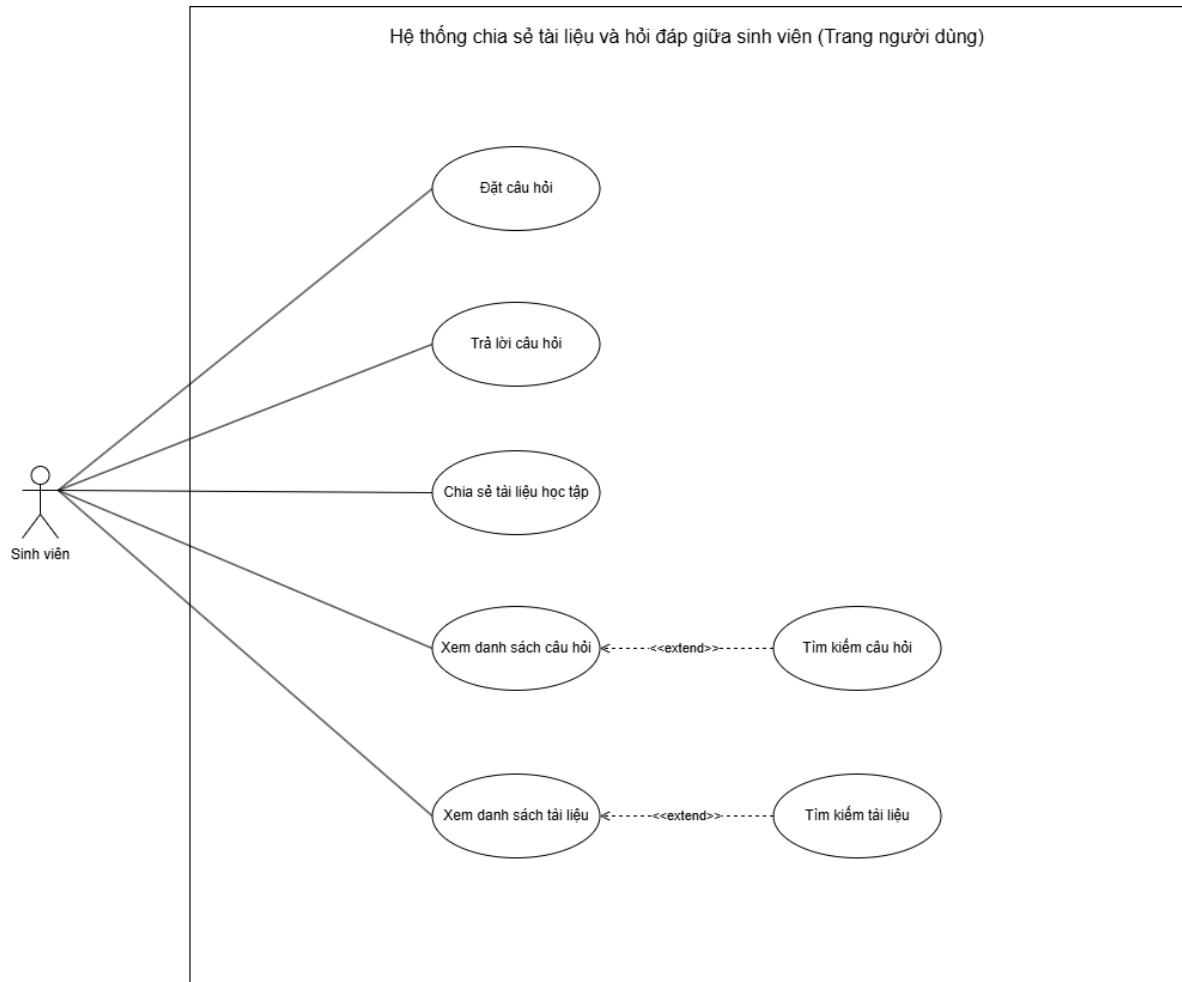 Hệ thống chia sẻ tài liệu và hỏi đáp giữa sinh viên (Trang người dùng)
Đặt câu hỏi
Trả lời câu hỏi
Chia sẻ tài liệu học tập
Sinh viên
Xem danh sách câu hỏi
<<extend>>
Tìm kiếm câu hỏi
Xem danh sách tài liệu
<<extend>>
Tìm kiếm tài liệu